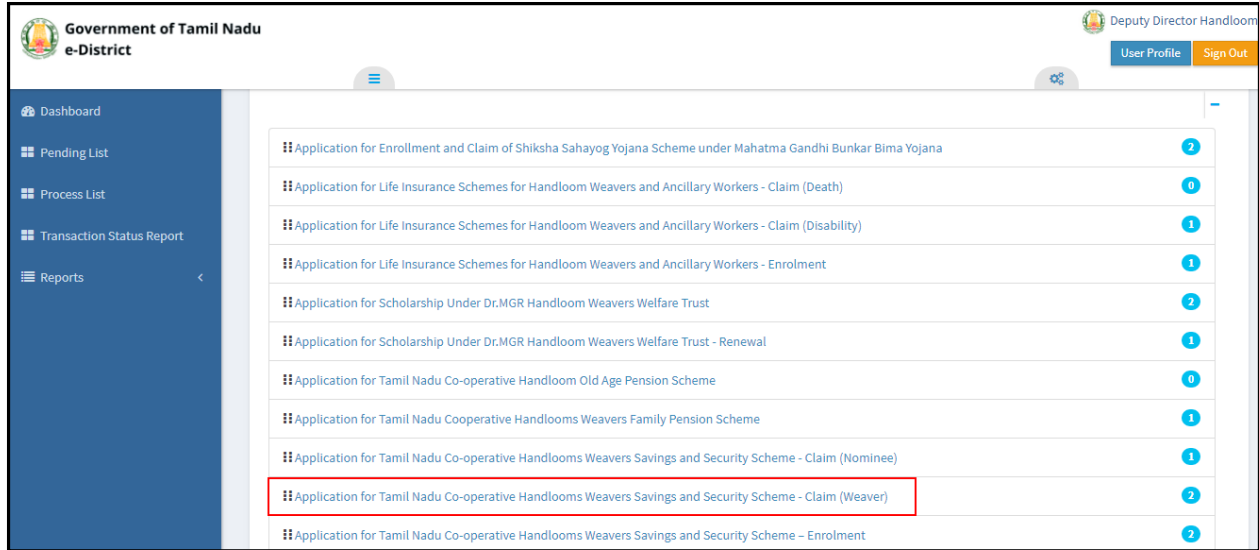 Government of Tamil Nadu
e-District
Deputy Director Handloom
User Profile
Sign Out
Dashboard
Pending List
Process List
Transaction Status Report
Reports
Application for Enrollment and Claim of Shiksha Sahayog Yojana Scheme under Mahatma Gandhi Bunkar Bima Yojana 2
Application for Life Insurance Schemes for Handloom Weavers and Ancillary Workers - Claim (Death) 0
Application for Life Insurance Schemes for Handloom Weavers and Ancillary Workers - Claim (Disability) 1
Application for Life Insurance Schemes for Handloom Weavers and Ancillary Workers - Enrolment 1
Application for Scholarship Under Dr.MGR Handloom Weavers Welfare Trust 2
Application for Scholarship Under Dr.MGR Handloom Weavers Welfare Trust - Renewal 1
Application for Tamil Nadu Co-operative Handloom Old Age Pension Scheme 0
Application for Tamil Nadu Cooperative Handlooms Weavers Family Pension Scheme 1
Application for Tamil Nadu Co-operative Handlooms Weavers Savings and Security Scheme - Claim (Nominee) 1
Application for Tamil Nadu Co-operative Handlooms Weavers Savings and Security Scheme - Claim (Weaver) 2
Application for Tamil Nadu Co-operative Handlooms Weavers Savings and Security Scheme – Enrolment 2